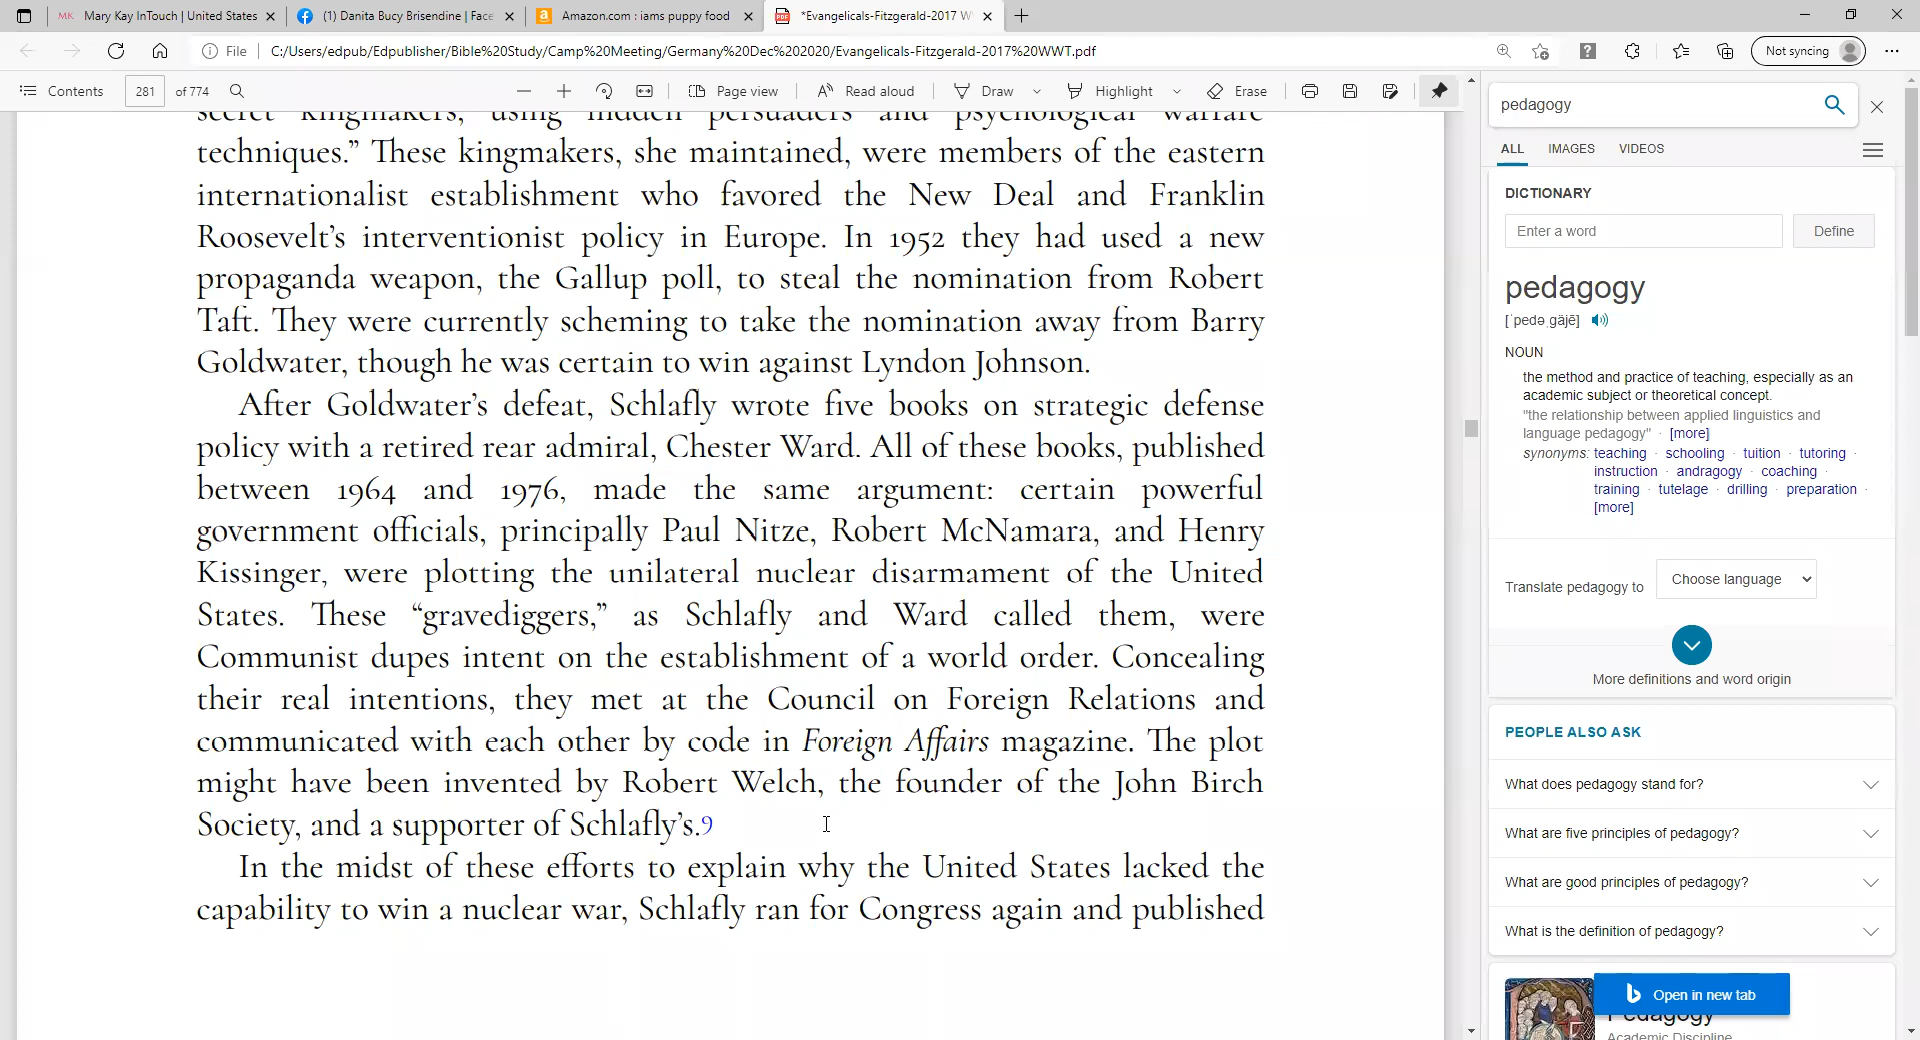 Mary Kay InTouch | United States
(1) Danita Bucy Brisendine | Face
Amazon.com : iams puppy food
*Evangelicals-Fitzgerald-2017 W
File
C:/Users/edpub/Edpublisher/Bible%20Study/Camp%20Meeting/Germany%20Dec%202020/Evangelicals-Fitzgerald-2017%20WWT.pdf
Not syncing
Contents
281 of 774
Page view
Read aloud
Draw
Highlight
Erase
secret kingmakers, using hidden persuaders and psychological warfare
techniques.” These kingmakers, she maintained, were members of the eastern
internationalist establishment who favored the New Deal and Franklin
Roosevelt’s interventionist policy in Europe. In 1952 they had used a new
propaganda weapon, the Gallup poll, to steal the nomination from Robert
Taft. They were currently scheming to take the nomination away from Barry
Goldwater, though he was certain to win against Lyndon Johnson.
After Goldwater’s defeat, Schlafly wrote five books on strategic defense
policy with a retired rear admiral, Chester Ward. All of these books, published
between 1964 and 1976, made the same argument: certain powerful
government officials, principally Paul Nitze, Robert McNamara, and Henry
Kissinger, were plotting the unilateral nuclear disarmament of the United
States. These “gravediggers,” as Schlafly and Ward called them, were
Communist dupes intent on the establishment of a world order. Concealing
their real intentions, they met at the Council on Foreign Relations and
communicated with each other by code in Foreign Affairs magazine. The plot
might have been invented by Robert Welch, the founder of the John Birch
Society, and a supporter of Schlafly’s.9
In the midst of these efforts to explain why the United States lacked the
capability to win a nuclear war, Schlafly ran for Congress again and published
pedagogy
ALL IMAGES VIDEOS
DICTIONARY
Enter a word
Define
pedagogy
[ˈpedəˌɡäjē]
NOUN
the method and practice of teaching, especially as an
academic subject or theoretical concept.
"the relationship between applied linguistics and
language pedagogy" · [more]
synonyms: teaching · schooling · tuition · tutoring ·
instruction · andragogy · coaching ·
training · tutelage · drilling · preparation ·
[more]
Translate pedagogy to
Choose language
More definitions and word origin
PEOPLE ALSO ASK
What does pedagogy stand for?
What are five principles of pedagogy?
What are good principles of pedagogy?
What is the definition of pedagogy?
Open in new tab
Pedagogy
Academic Discipline